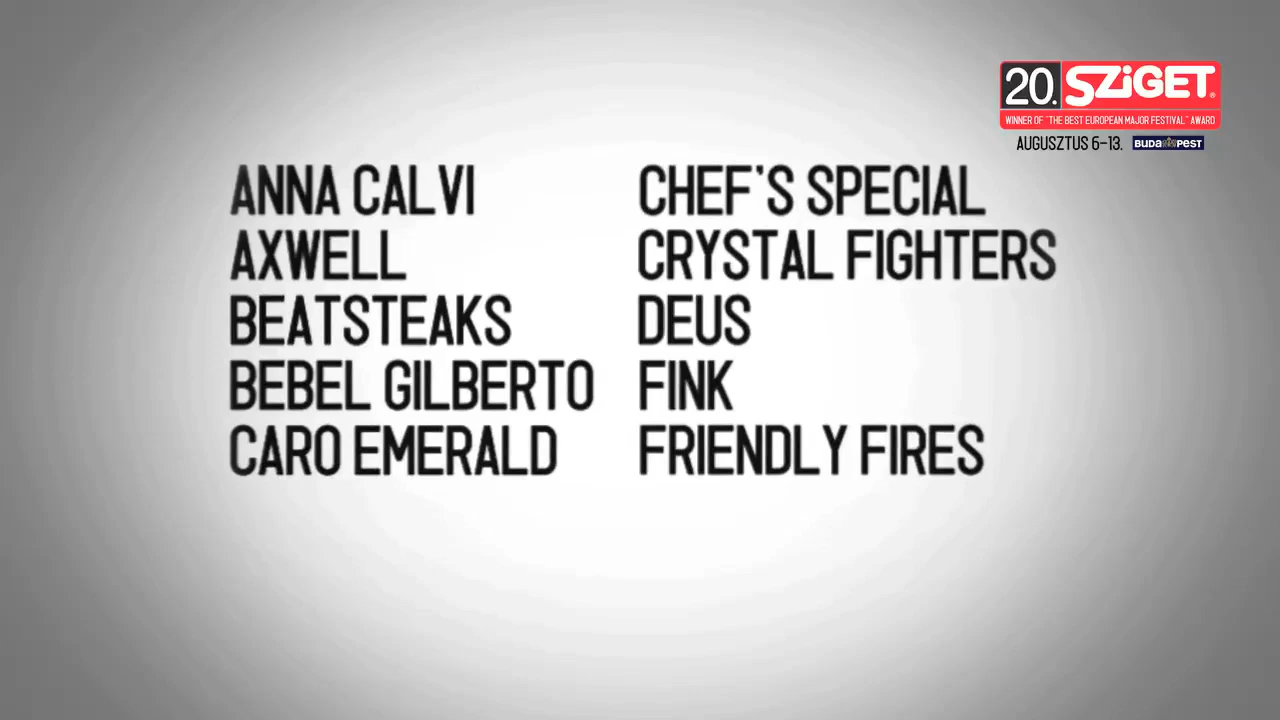 20. SZiGET
WINNER OF "THE BEST EUROPEAN MAJOR FESTIVAL" AWARD
AUGUSZTUS 6-13. BUDAPEST
ANNA CALVI
AXWELL
BEATSTEAKS
BEBEL GILBERTO
CARO EMERALD
CHEF'S SPECIAL
CRYSTAL FIGHTERS
DEUS
FINK
FRIENDLY FIRES